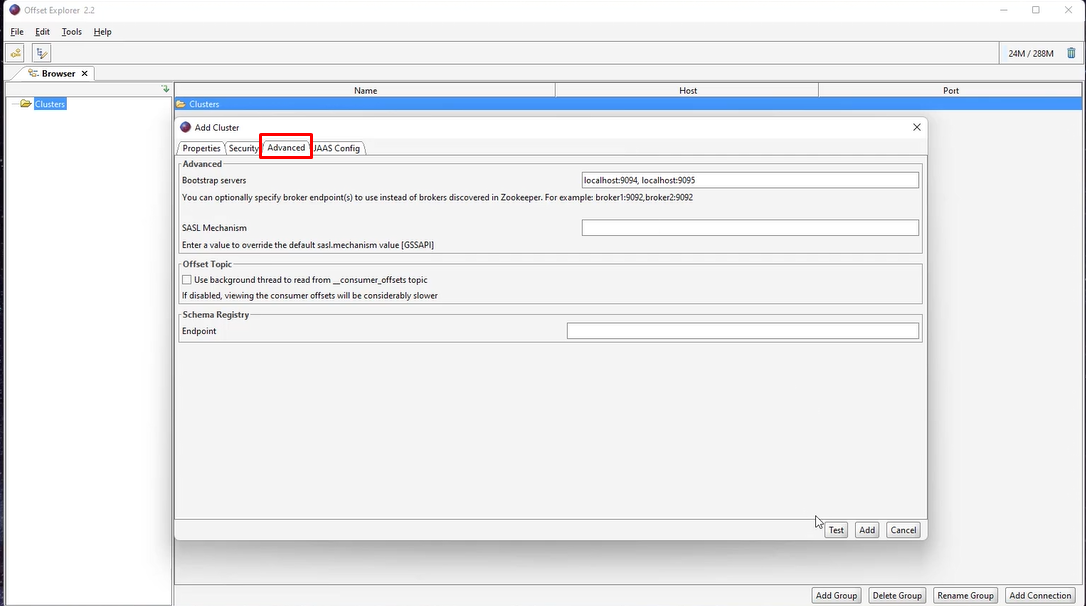 Offset Explorer 2.2
File Edit Tools Help
24M / 288M
Browser
Clusters
Name Host Port
Clusters
Add Cluster
Properties Security Advanced JAAS Config
Advanced
Bootstrap servers localhost:9094, localhost:9095
You can optionally specify broker endpoint(s) to use instead of brokers discovered in Zookeeper. For example: broker1:9092,broker2:9092
SASL Mechanism
Enter a value to override the default sasl.mechanism value [GSSAPI]
Offset Topic
Use background thread to read from __consumer_offsets topic
If disabled, viewing the consumer offsets will be considerably slower
Schema Registry
Endpoint
Test Add Cancel
Add Group Delete Group Rename Group Add Connection